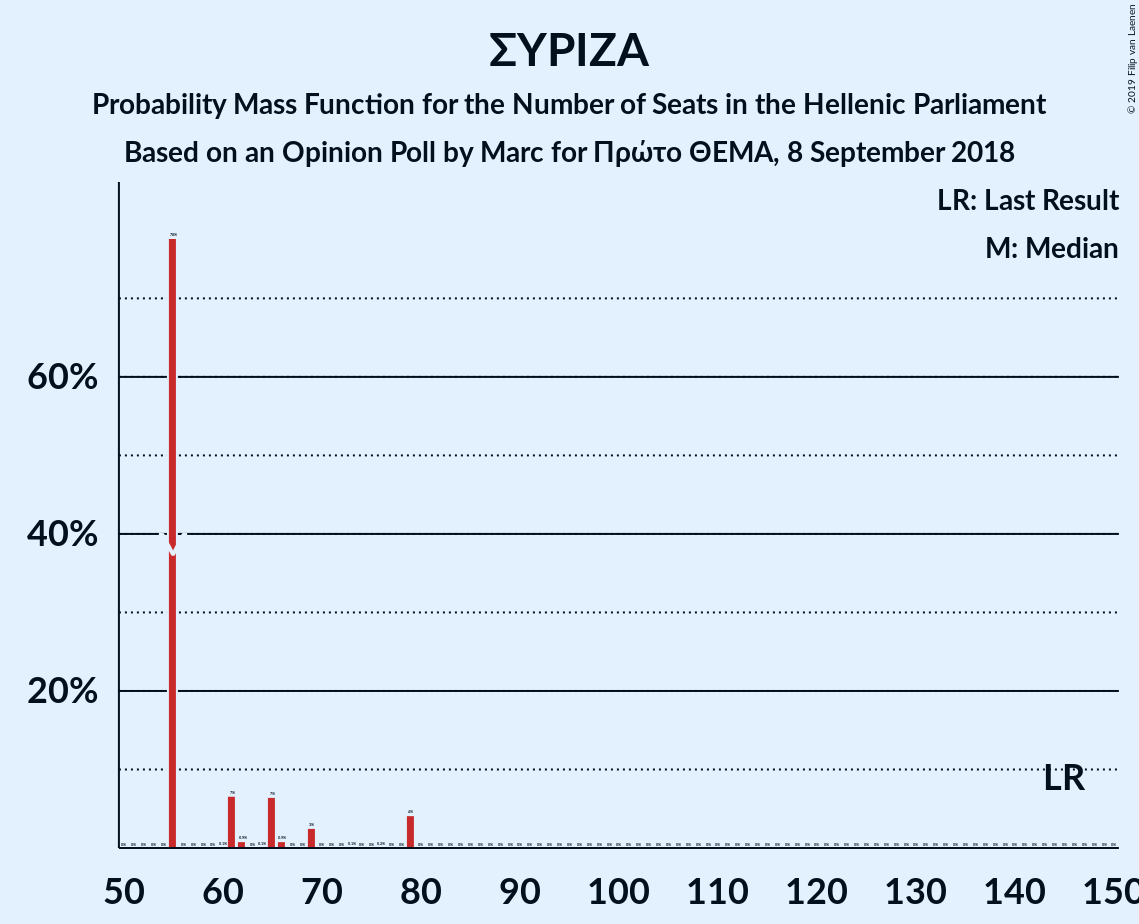 ΣΥΡΙΖΑ
Probability Mass Function for the Number of Seats in the Hellenic Parliament
Based on an Opinion Poll by Marc for Πρώτο ΘΕΜΑ, 8 September 2018
© 2019 Filip van Laenen
LR: Last Result
M: Median
60%
40%
20%
LR
50 60 70 80 90 100 110 120 130 140 150